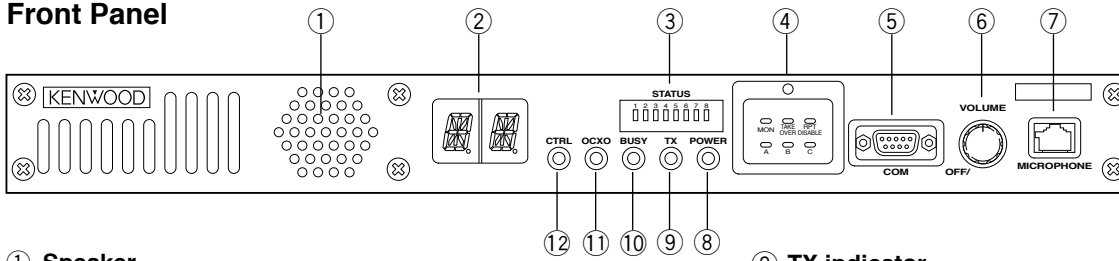 Front Panel
① ② ③ ④ ⑤ ⑥ ⑦
KENWOOD
STATUS
1 2 3 4 5 6 7 8
MON TAKE OVER RPT DISABLE
A B C
CTRL OCXO BUSY TX POWER
COM
VOLUME
OFF/
MICROPHONE
⑫ ⑪ ⑩ ⑨ ⑧
① Speaker
⑨ TX indicator